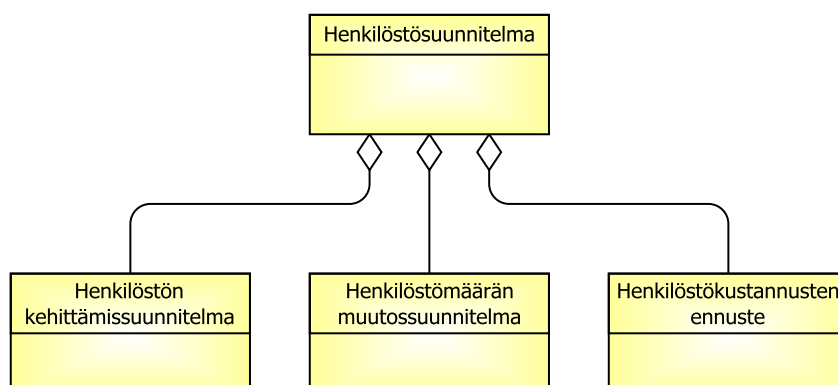 Henkilöstösuunnitelma
Henkilöstön
kehittämissuunnitelma
Henkilöstömäärän
muutossuunnitelma
Henkilöstökustannusten
ennuste